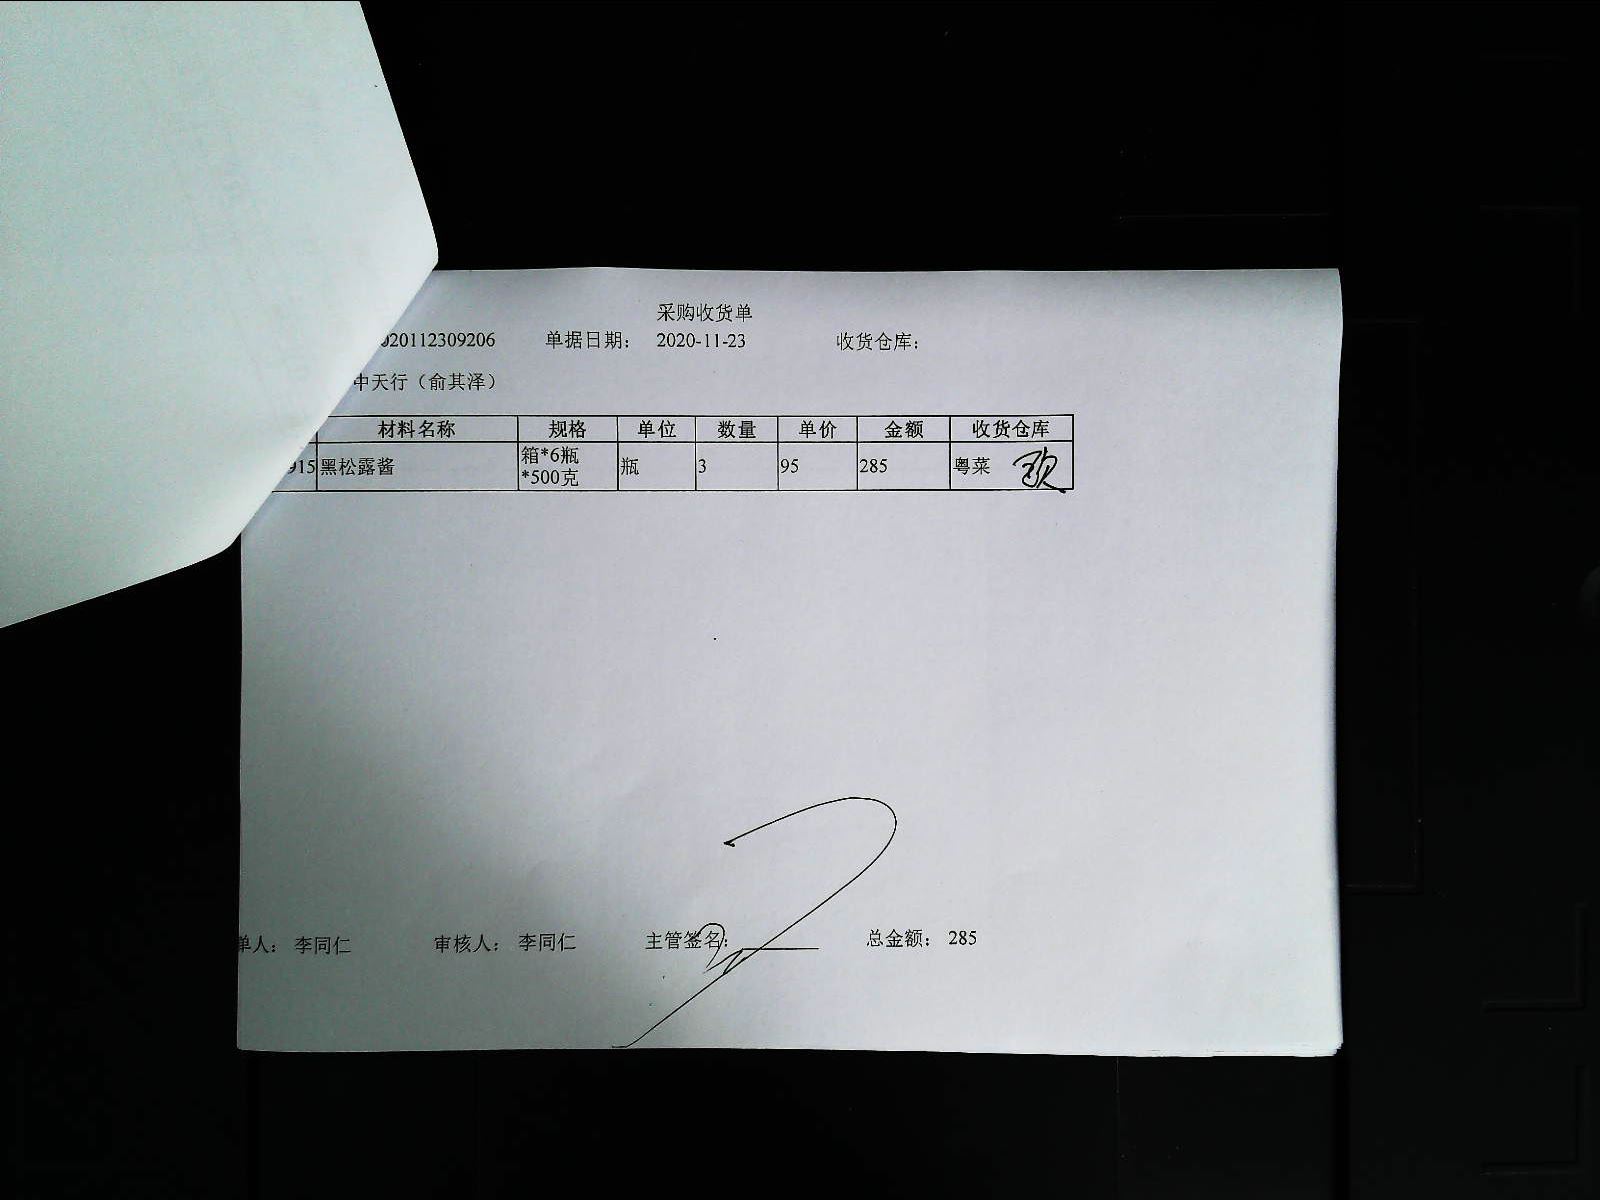 采购收货单
020112309206 单据日期： 2020-11-23 收货仓库：
中天行（俞其泽）
材料名称 规格 单位 数量 单价 金额 收货仓库
915 黑松露酱 箱*6瓶 瓶 3 95 285 粤菜
*500克
单人： 李同仁 审核人： 李同仁 主管签名： 总金额： 285